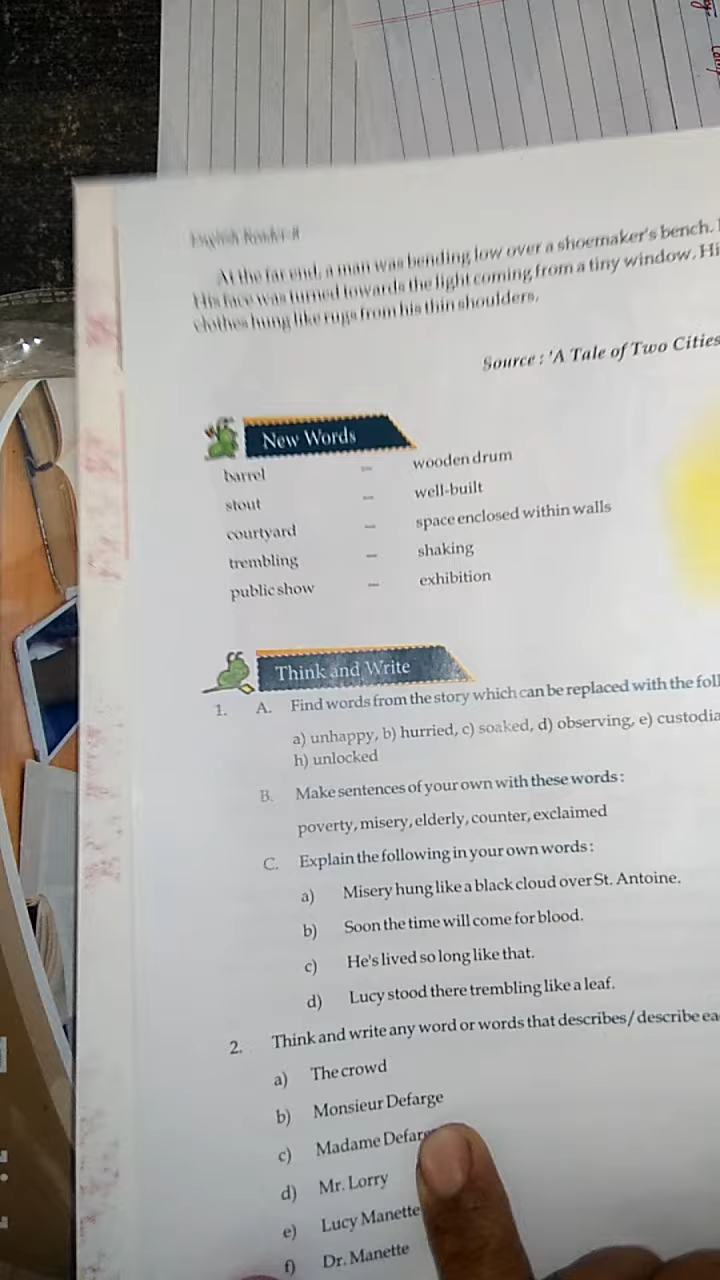 English Reader-8
At the far end, a man was bending low over a shoemaker's bench.
His face was turned towards the light coming from a tiny window. Hi
clothes hung like rugs from his thin shoulders.
Source : 'A Tale of Two Cities
New Words
barrel – wooden drum
stout – well-built
courtyard – space enclosed within walls
trembling – shaking
public show – exhibition
Think and Write
1. A. Find words from the story which can be replaced with the foll
a) unhappy, b) hurried, c) soaked, d) observing, e) custodia
h) unlocked
B. Make sentences of your own with these words :
poverty, misery, elderly, counter, exclaimed
C. Explain the following in your own words :
a) Misery hung like a black cloud over St. Antoine.
b) Soon the time will come for blood.
c) He's lived so long like that.
d) Lucy stood there trembling like a leaf.
2. Think and write any word or words that describes/describe ea
a) The crowd
b) Monsieur Defarge
c) Madame Defar
d) Mr. Lorry
e) Lucy Manette
f) Dr. Manette